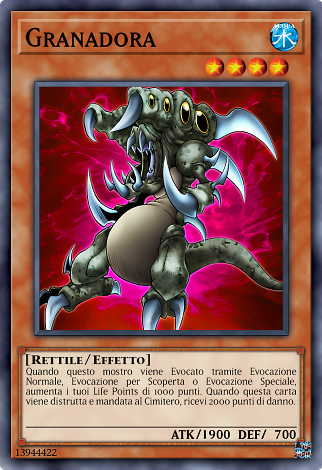 GRANADORA
ACQUA
水
[RETTILE/EFFETTO]
Quando questo mostro viene Evocato tramite Evocazione
Normale, Evocazione per Scoperta o Evocazione Speciale,
aumenta i tuoi Life Points di 1000 punti. Quando questa carta
viene distrutta e mandata al Cimitero, ricevi 2000 punti di danno.
ATK/1900 DEF/ 700
13944422